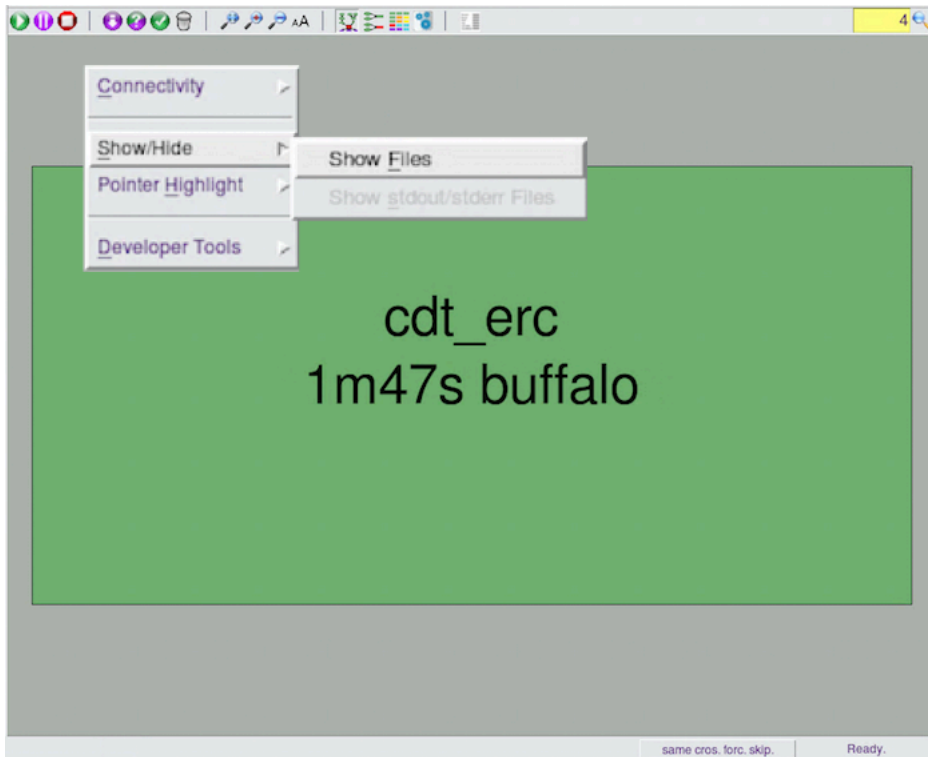 AA
4
Connectivity
Show/Hide
Show Files
Pointer Highlight
Show stdout/stderr Files
Developer Tools
cdt_erc
1m47s buffalo
same cros. forc. skip.
Ready.